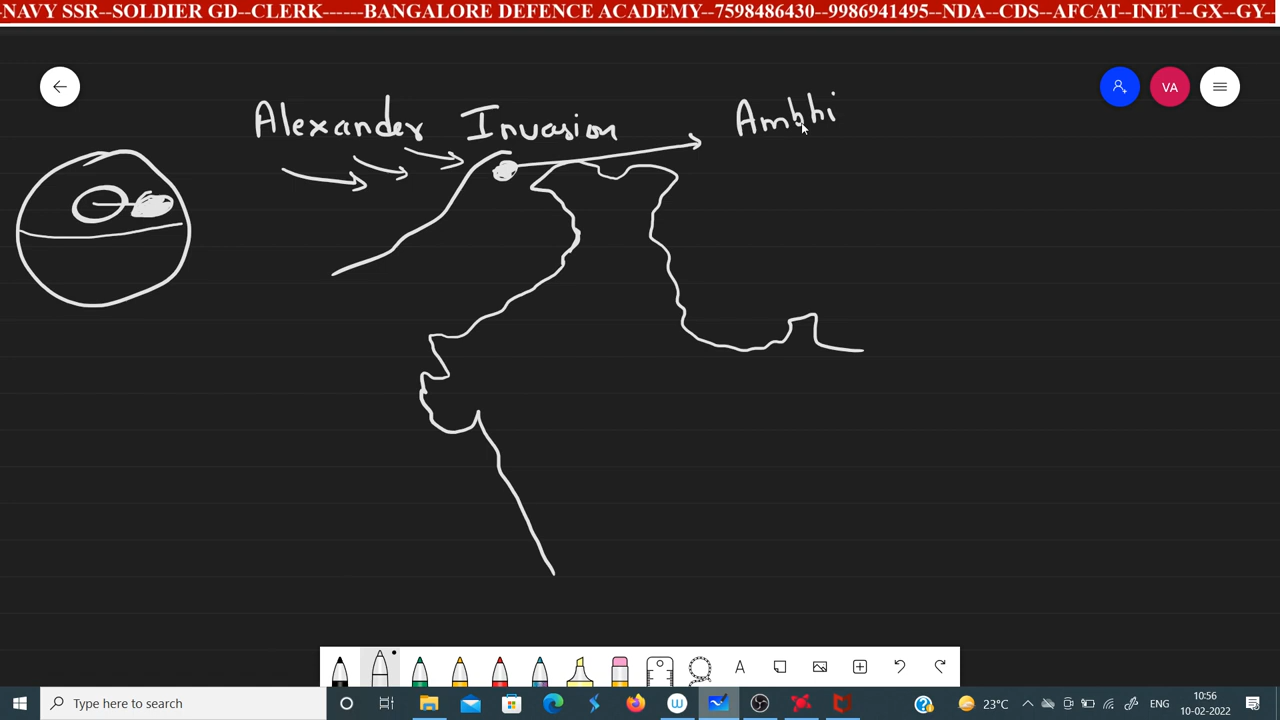 -NAVY SSR--SOLDIER GD--CLERK------BANGALORE DEFENCE ACADEMY--7598486430--9986941495--NDA--CDS--AFCAT--INET--GX--GY--
VA
Alexander Invasion Ambhi
A
Type here to search
23°C
ENG
10:56
10-02-2022